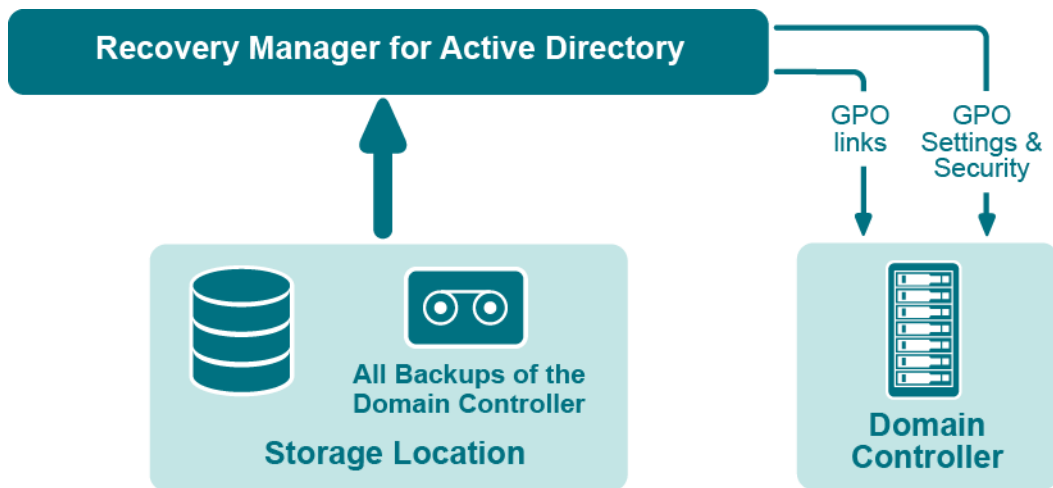 Recovery Manager for Active Directory
GPO
links
GPO
Settings &
Security
All Backups of the
Domain Controller
Storage Location
Domain
Controller